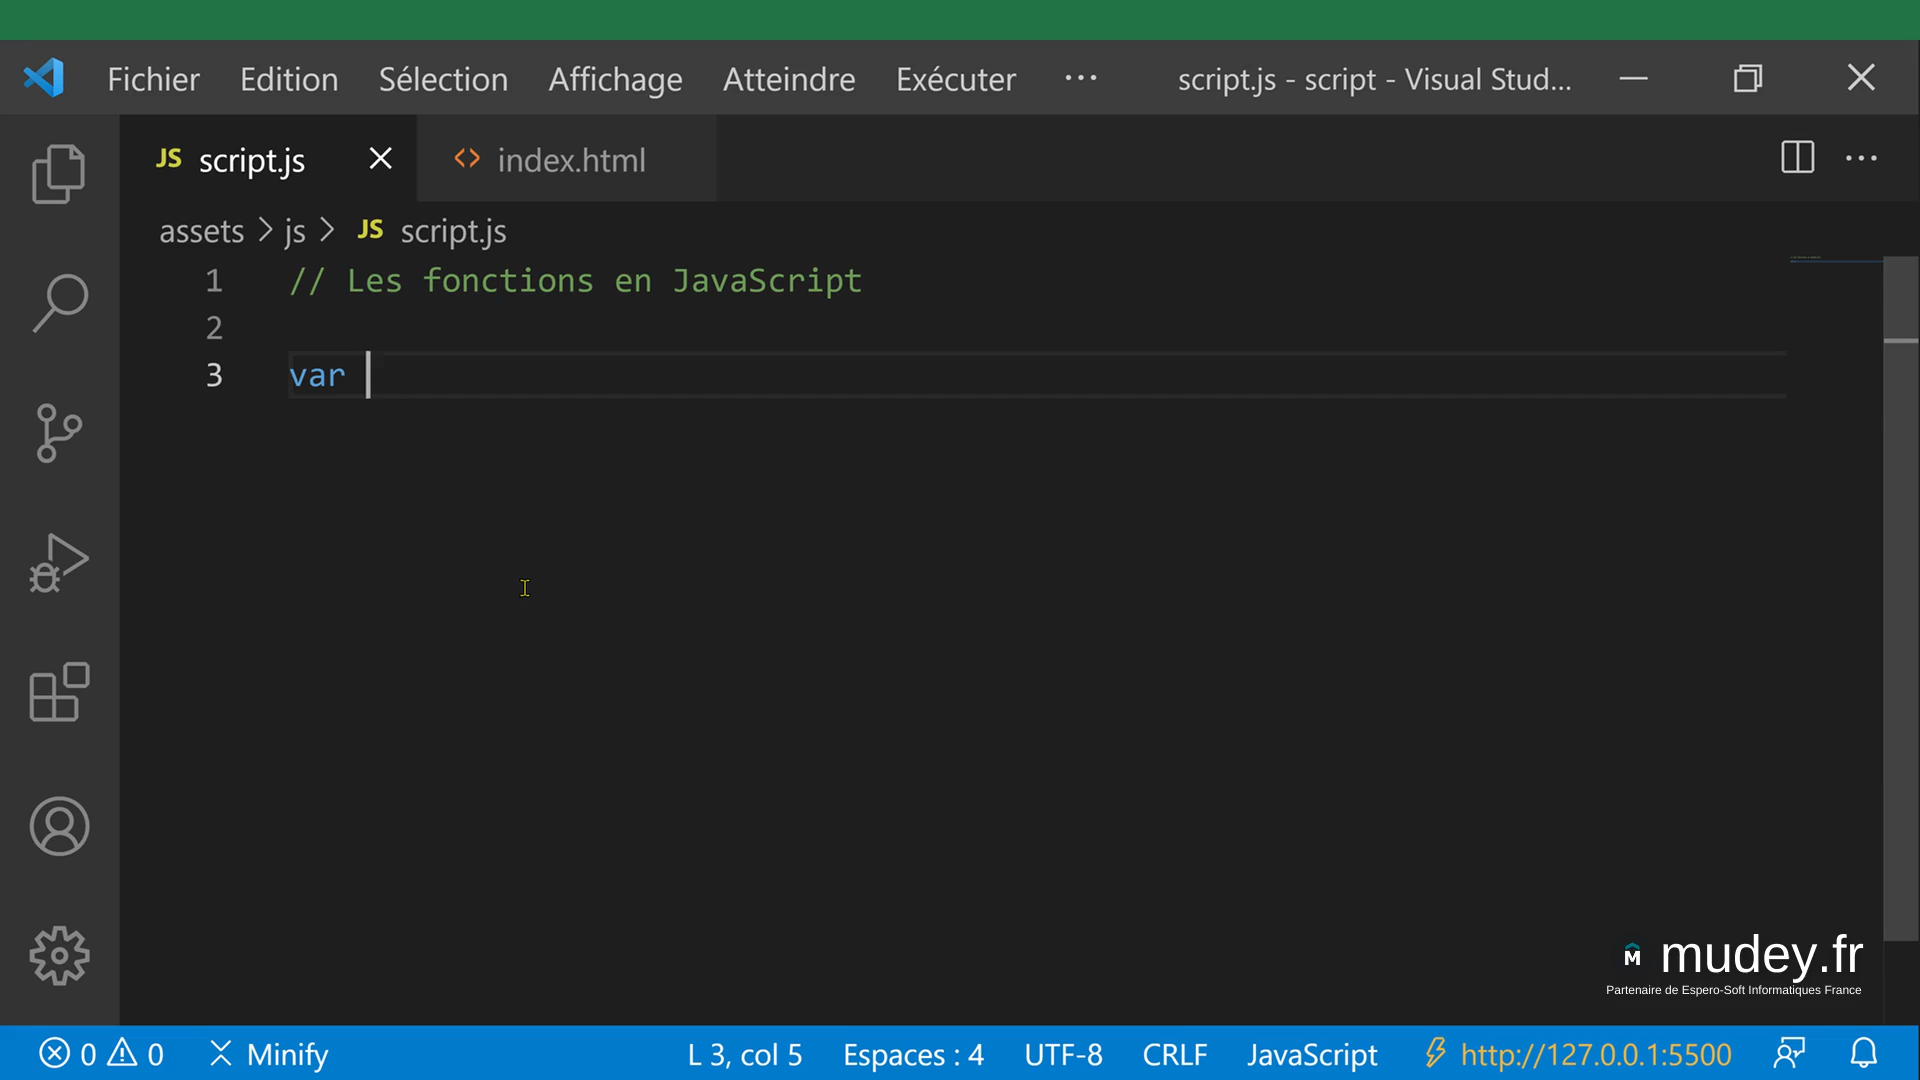 Fichier Edition Sélection Affichage Atteindre Exécuter ··· script.js - script - Visual Stud...
JS script.js index.html
assets > js > JS script.js
1 // Les fonctions en JavaScript
2
3 var
M mudey.fr
Partenaire de Espero-Soft Informatiques France
0 0 Minify L 3, col 5 Espaces : 4 UTF-8 CRLF JavaScript http://127.0.0.1:5500